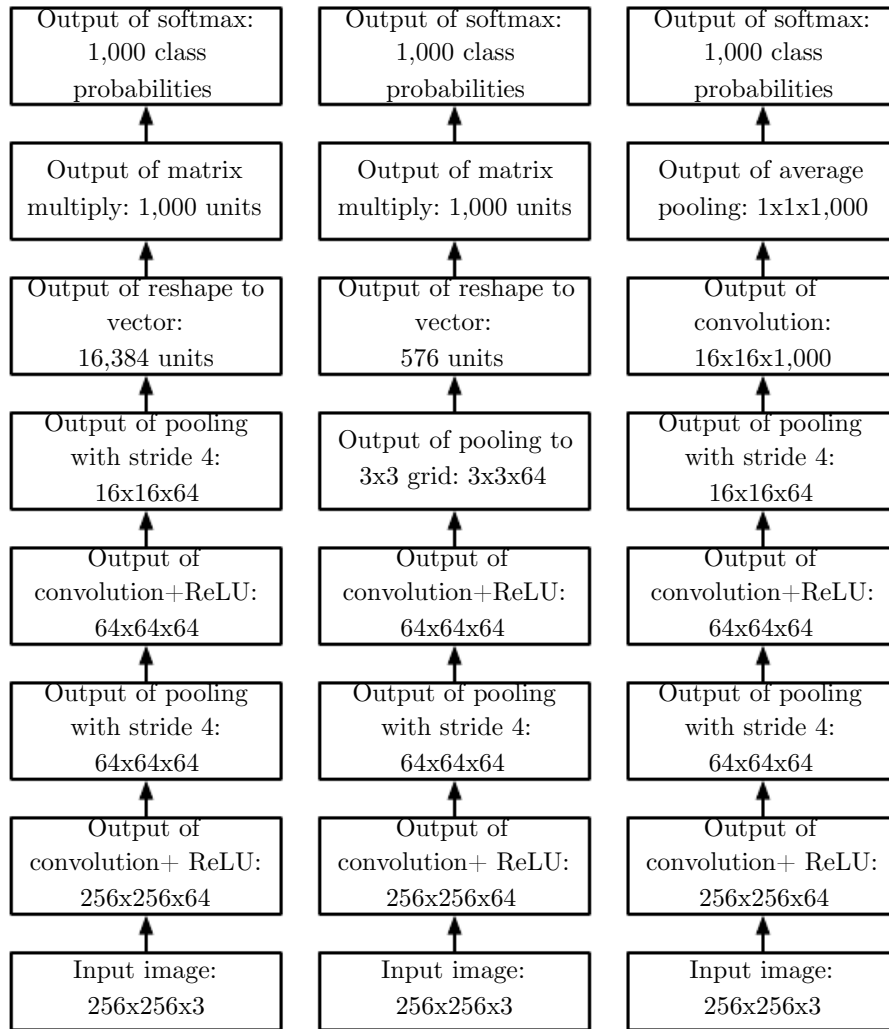 Output of softmax:
1,000 class
probabilities
Output of matrix
multiply: 1,000 units
Output of reshape to
vector:
16,384 units
Output of pooling
with stride 4:
16x16x64
Output of
convolution+ReLU:
64x64x64
Output of pooling
with stride 4:
64x64x64
Output of
convolution+ ReLU:
256x256x64
Input image:
256x256x3
Output of softmax:
1,000 class
probabilities
Output of matrix
multiply: 1,000 units
Output of reshape to
vector:
576 units
Output of pooling to
3x3 grid: 3x3x64
Output of
convolution+ReLU:
64x64x64
Output of pooling
with stride 4:
64x64x64
Output of
convolution+ ReLU:
256x256x64
Input image:
256x256x3
Output of softmax:
1,000 class
probabilities
Output of average
pooling: 1x1x1,000
Output of
convolution:
16x16x1,000
Output of pooling
with stride 4:
16x16x64
Output of
convolution+ReLU:
64x64x64
Output of pooling
with stride 4:
64x64x64
Output of
convolution+ ReLU:
256x256x64
Input image:
256x256x3